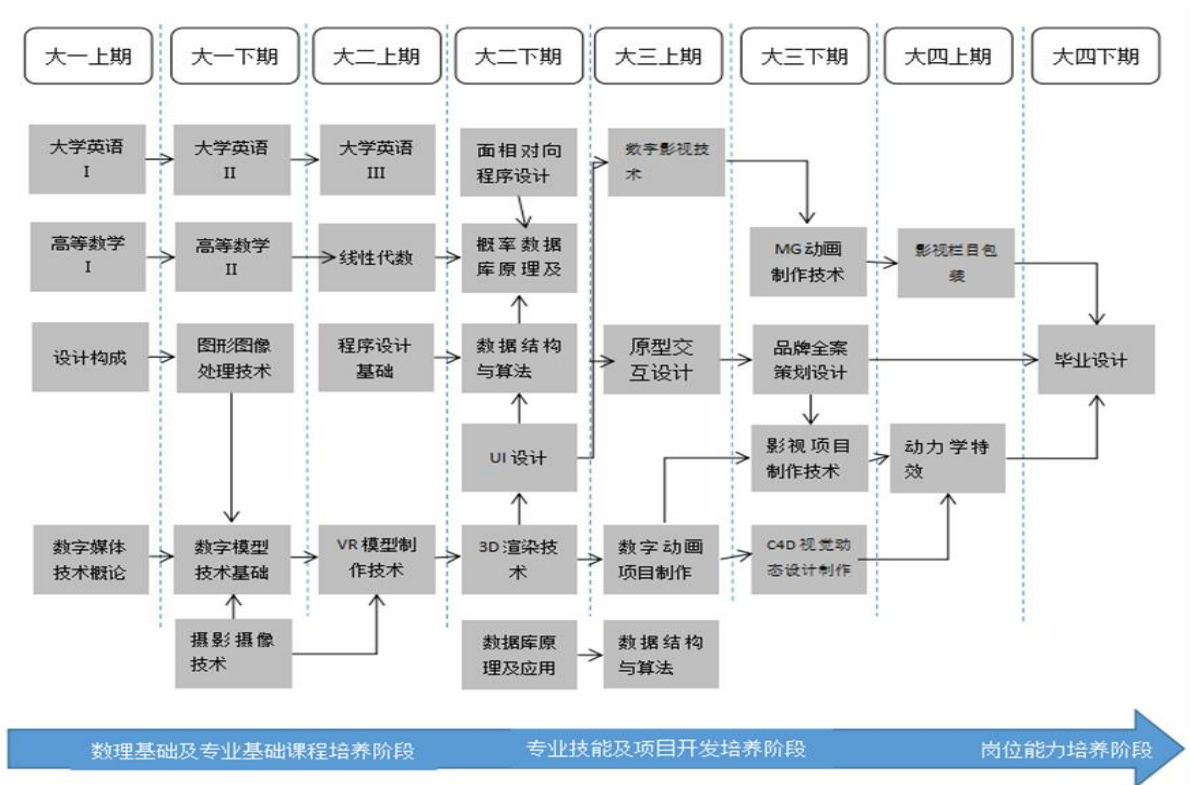 大一上期
大一下期
大二上期
大二下期
大三上期
大三下期
大四上期
大四下期
大学英语
I
大学英语
II
大学英语
III
面相对向
程序设计
数字影视技
术
高等数学
I
高等数学
II
线性代数
概率数据
库原理及
MG动画
制作技术
影视栏目包
装
设计构成
图形图像
处理技术
程序设计
基础
数据结构
与算法
原型交
互设计
品牌全案
策划设计
毕业设计
UI设计
影视项目
制作技术
动力学特
效
数字媒体
技术概论
数字模型
技术基础
VR模型制
作技术
3D渲染技
术
数字动画
项目制作
C4D视觉动
态设计制作
摄影摄像
技术
数据库原
理及应用
数据结构
与算法
数理基础及专业基础课程培养阶段
专业技能及项目开发培养阶段
岗位能力培养阶段